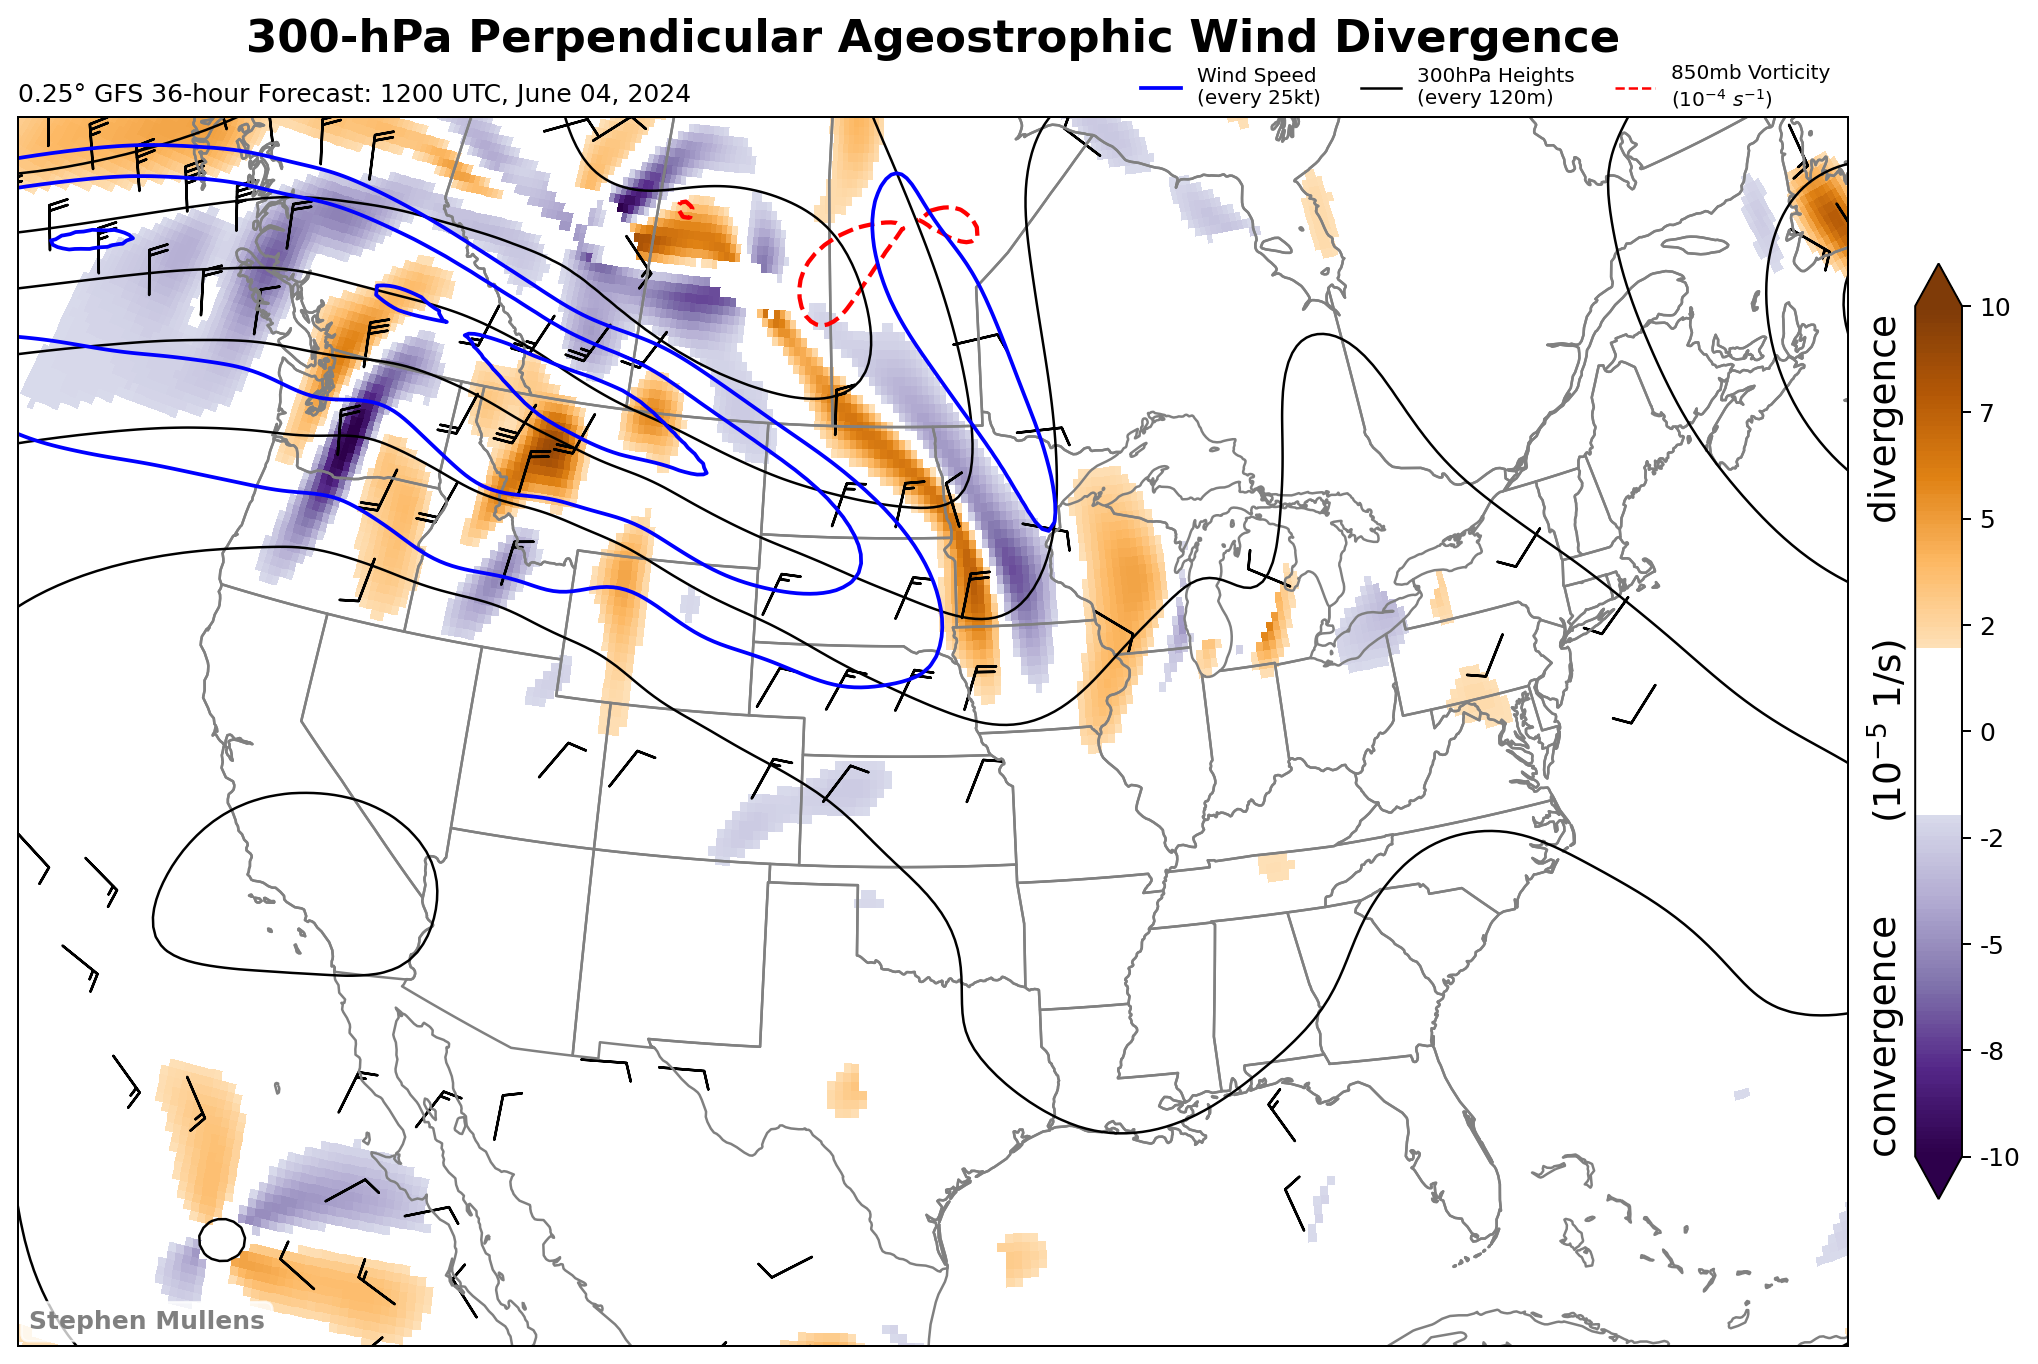 300-hPa Perpendicular Ageostrophic Wind Divergence
0.25° GFS 36-hour Forecast: 1200 UTC, June 04, 2024
Wind Speed
(every 25kt)
300hPa Heights
(every 120m)
850mb Vorticity
(10⁻⁴ s⁻¹)
10
7
5
2
0
-2
-5
-8
-10
convergence (10⁻⁵ 1/s) divergence
Stephen Mullens